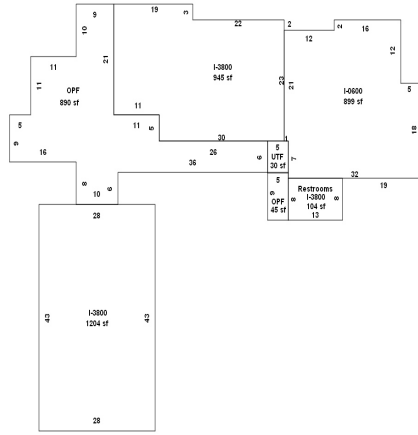 9
19
3
22
2
2
16
12
10
21
11
OPF
890 sf
I-3800
945 sf
I-0600
899 sf
12
11
23
21
5
11
11
5
5
18
9
30
1
16
26
36
6
5
UTF
30 sf
7
32
19
8
10
6
5
9
OPF
45 sf
8
Restrooms
I-3800
104 sf
13
8
28
43
I-3800
1204 sf
43
28